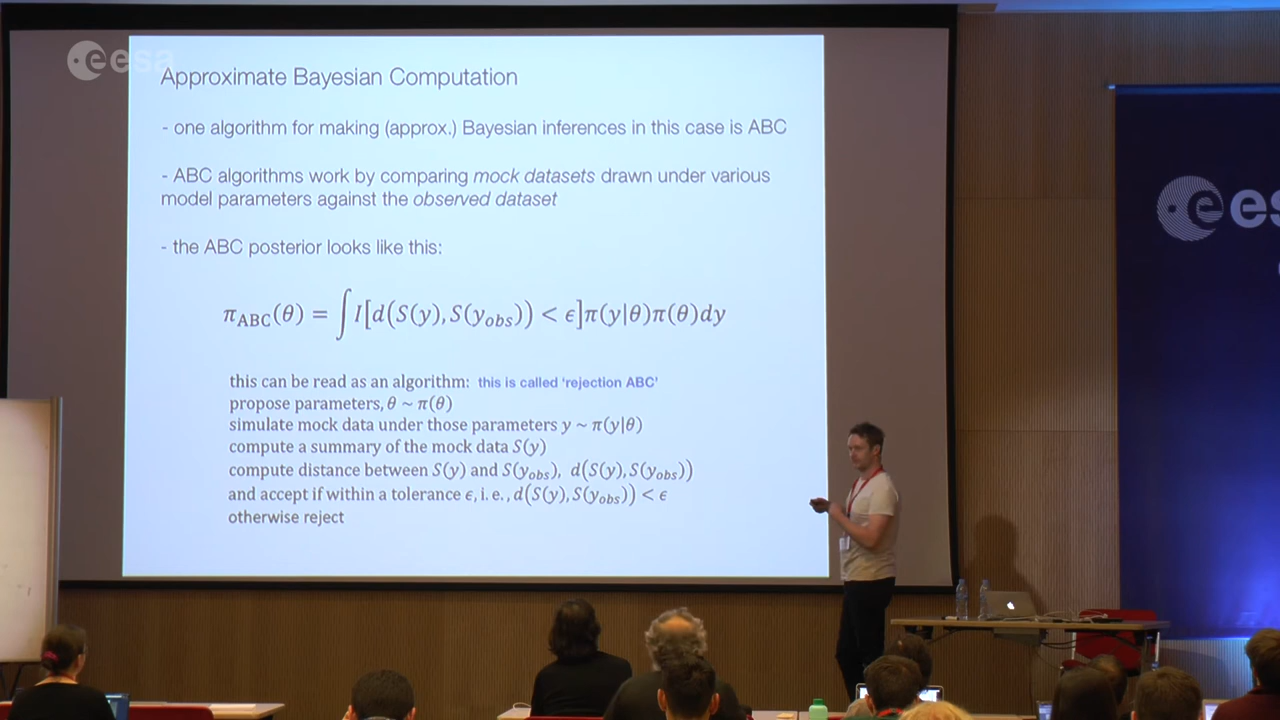 eesa
Approximate Bayesian Computation
- one algorithm for making (approx.) Bayesian inferences in this case is ABC
- ABC algorithms work by comparing mock datasets drawn under various
model parameters against the observed dataset
- the ABC posterior looks like this:
π_ABC(θ) = ∫ I[d(S(y), S(y_obs)) < ϵ]π(y|θ)π(θ)dy
this can be read as an algorithm: this is called 'rejection ABC'
propose parameters, θ ~ π(θ)
simulate mock data under those parameters y ~ π(y|θ)
compute a summary of the mock data S(y)
compute distance between S(y) and S(y_obs), d(S(y), S(y_obs))
and accept if within a tolerance ϵ, i. e., d(S(y), S(y_obs)) < ϵ
otherwise reject
ees